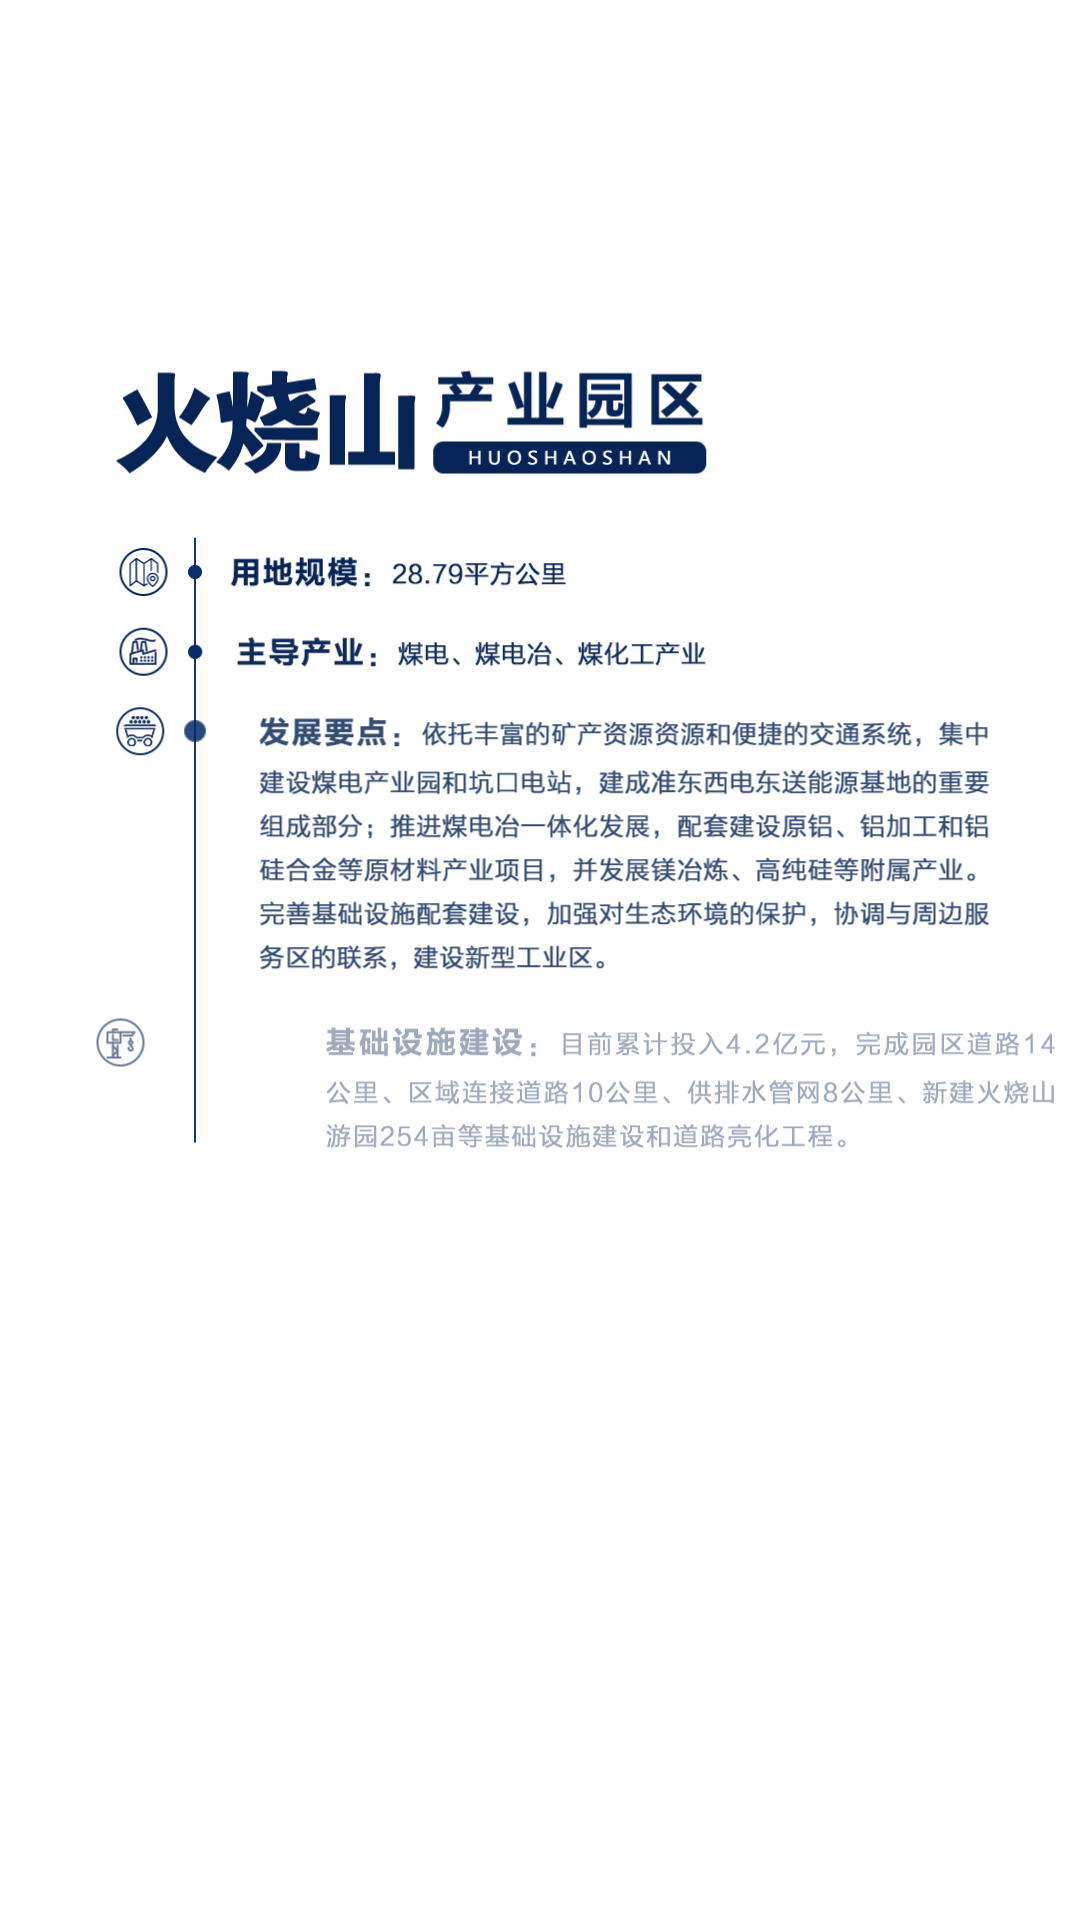 火烧山 产业园区
HUOSHAOSHAN
用地规模：28.79平方公里
主导产业：煤电、煤电冶、煤化工产业
发展要点：依托丰富的矿产资源资源和便捷的交通系统，集中
建设煤电产业园和坑口电站，建成准东西电东送能源基地的重要
组成部分；推进煤电冶一体化发展，配套建设原铝、铝加工和铝
硅合金等原材料产业项目，并发展镁冶炼、高纯硅等附属产业。
完善基础设施配套建设，加强对生态环境的保护，协调与周边服
务区的联系，建设新型工业区。
基础设施建设：目前累计投入4.2亿元，完成园区道路14
公里、区域连接道路10公里、供排水管网8公里、新建火烧山
游园254亩等基础设施建设和道路亮化工程。